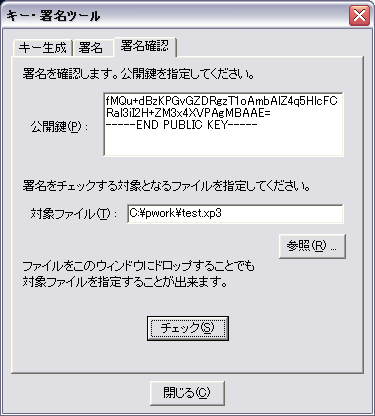 キー・署名ツール
キー生成 署名 署名確認
署名を確認します。公開鍵を指定してください。
公開鍵(P):
fMQu+dBzKPGvGZDRgzT1oAmbAIZ4q5HIcFC
RaI3iI2H+ZM3x4XVPAgMBAAE=
-----END PUBLIC KEY-----
署名をチェックする対象となるファイルを指定してください。
対象ファイル(T): C:¥pwork¥test.xp3
参照(R) ...
ファイルをこのウィンドウにドロップすることでも
対象ファイルを指定することが出来ます。
チェック(S)
閉じる(C)